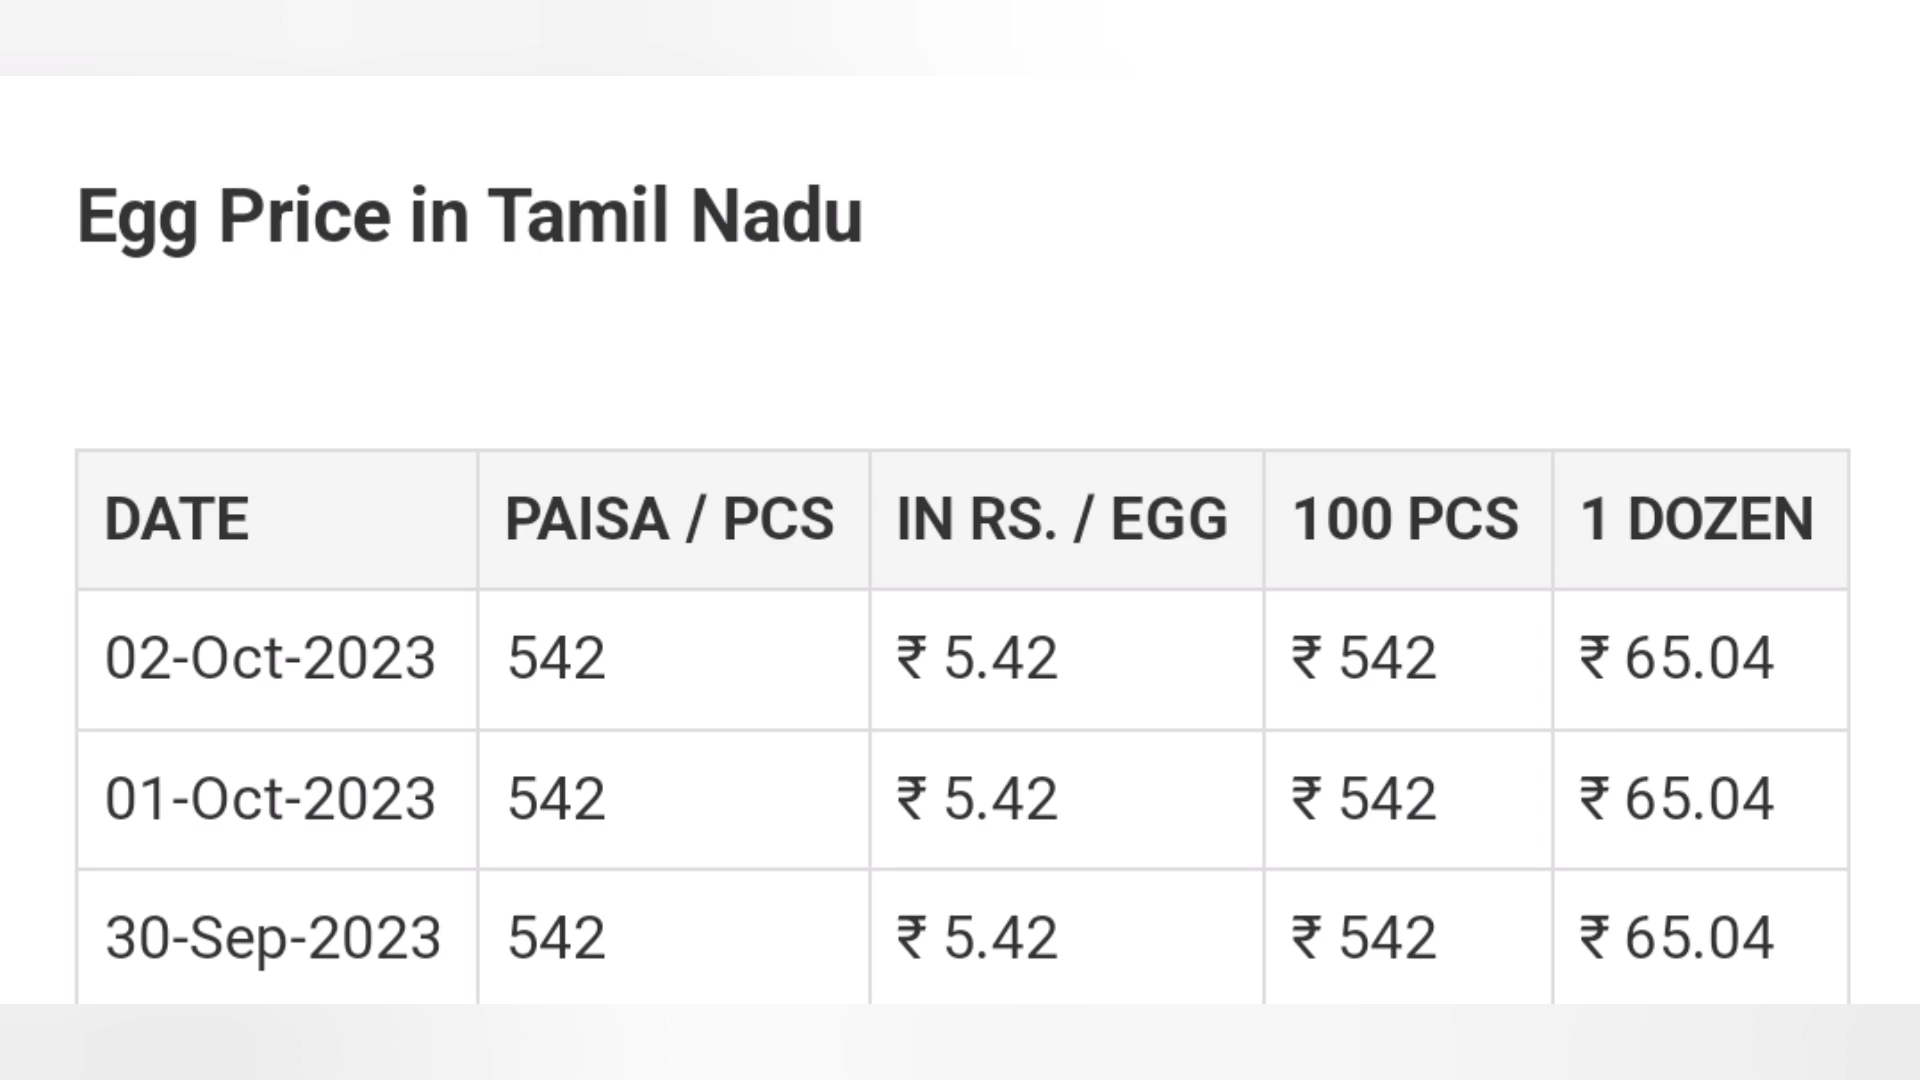 Egg Price in Tamil Nadu
DATE PAISA / PCS IN RS. / EGG 100 PCS 1 DOZEN
02-Oct-2023 542 ₹ 5.42 ₹ 542 ₹ 65.04
01-Oct-2023 542 ₹ 5.42 ₹ 542 ₹ 65.04
30-Sep-2023 542 ₹ 5.42 ₹ 542 ₹ 65.04